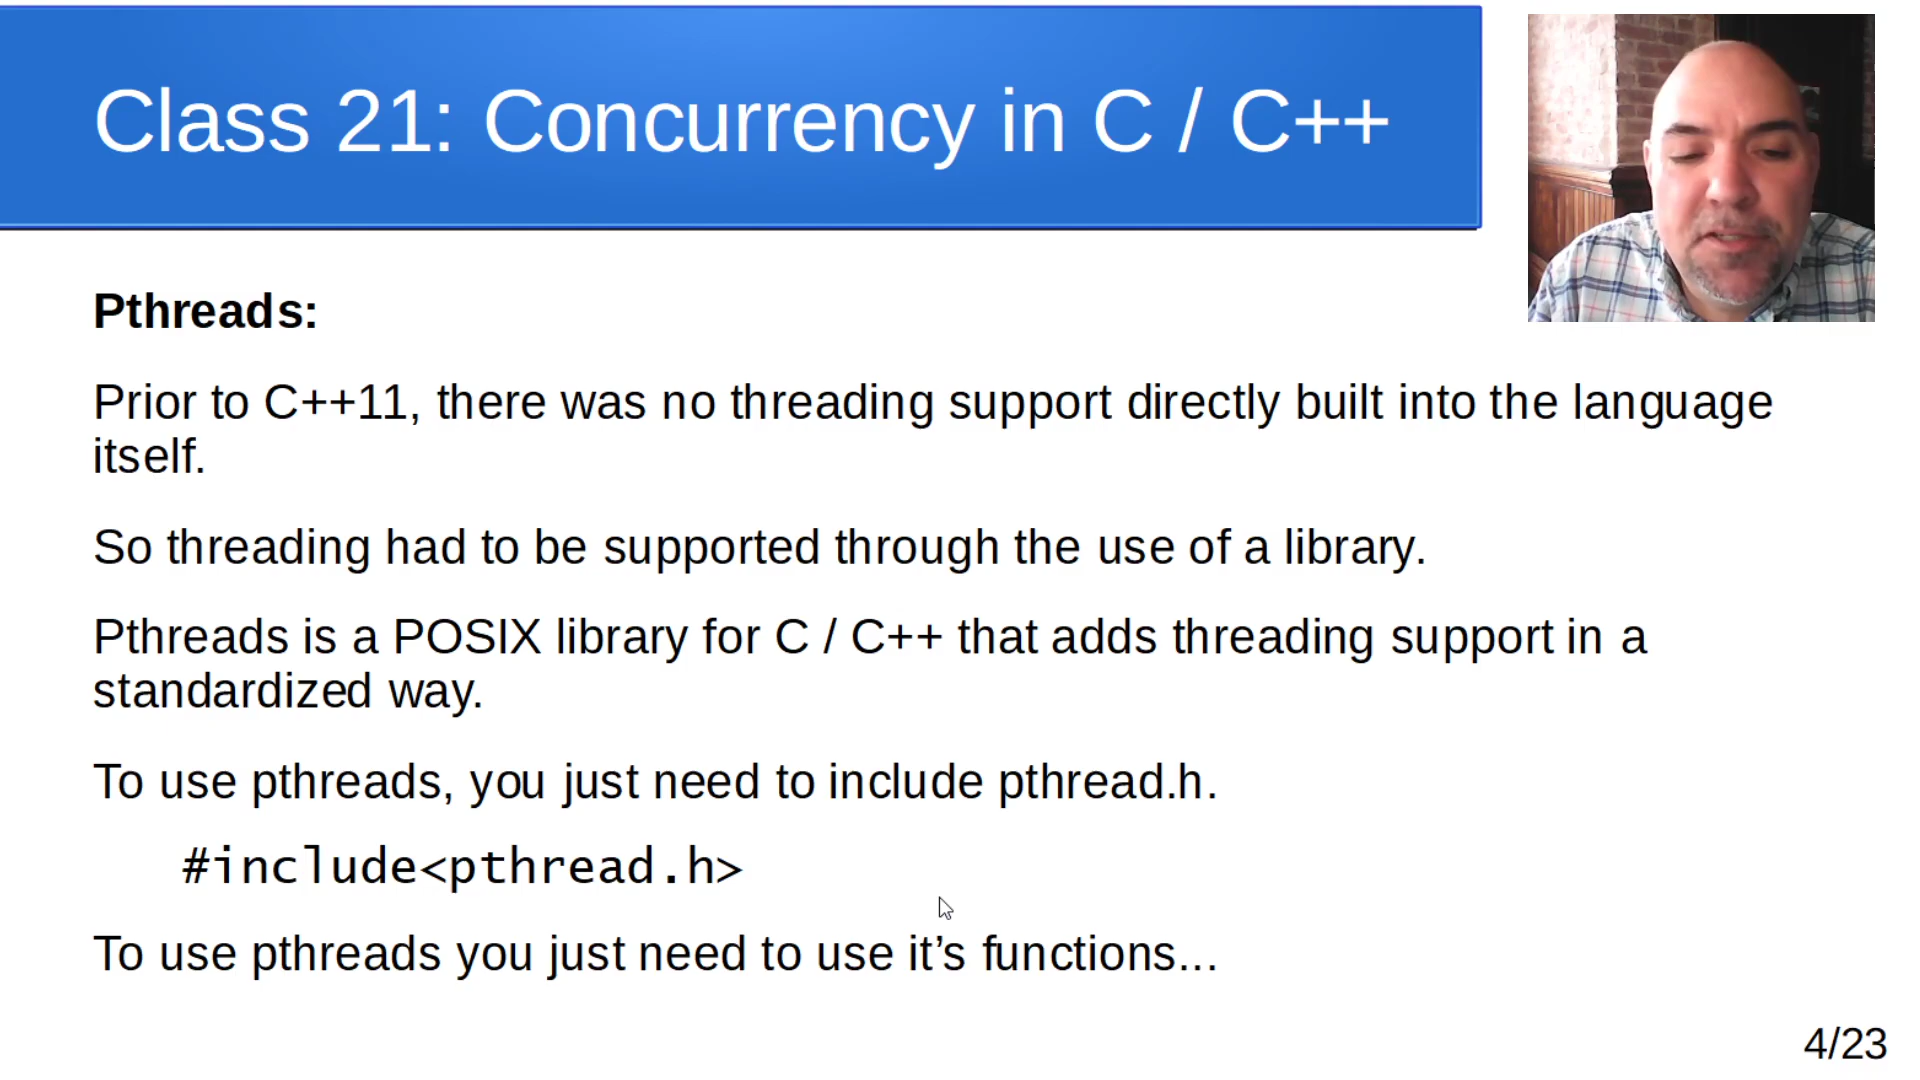 Class 21: Concurrency in C / C++
Pthreads:
Prior to C++11, there was no threading support directly built into the language
itself.
So threading had to be supported through the use of a library.
Pthreads is a POSIX library for C / C++ that adds threading support in a
standardized way.
To use pthreads, you just need to include pthread.h.
#include<pthread.h>
To use pthreads you just need to use it’s functions...
4/23